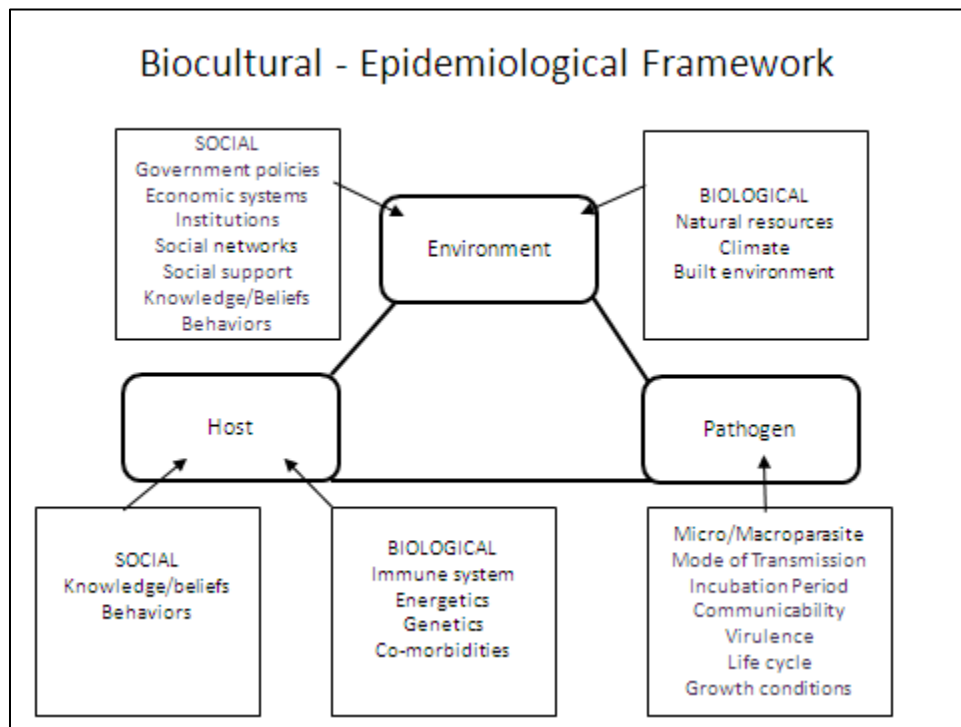 Biocultural - Epidemiological Framework
SOCIAL
Government policies
Economic systems
Institutions
Social networks
Social support
Knowledge/Beliefs
Behaviors
BIOLOGICAL
Natural resources
Climate
Built environment
Environment
Host
Pathogen
SOCIAL
Knowledge/beliefs
Behaviors
BIOLOGICAL
Immune system
Energetics
Genetics
Co-morbidities
Micro/Macroparasite
Mode of Transmission
Incubation Period
Communicability
Virulence
Life cycle
Growth conditions